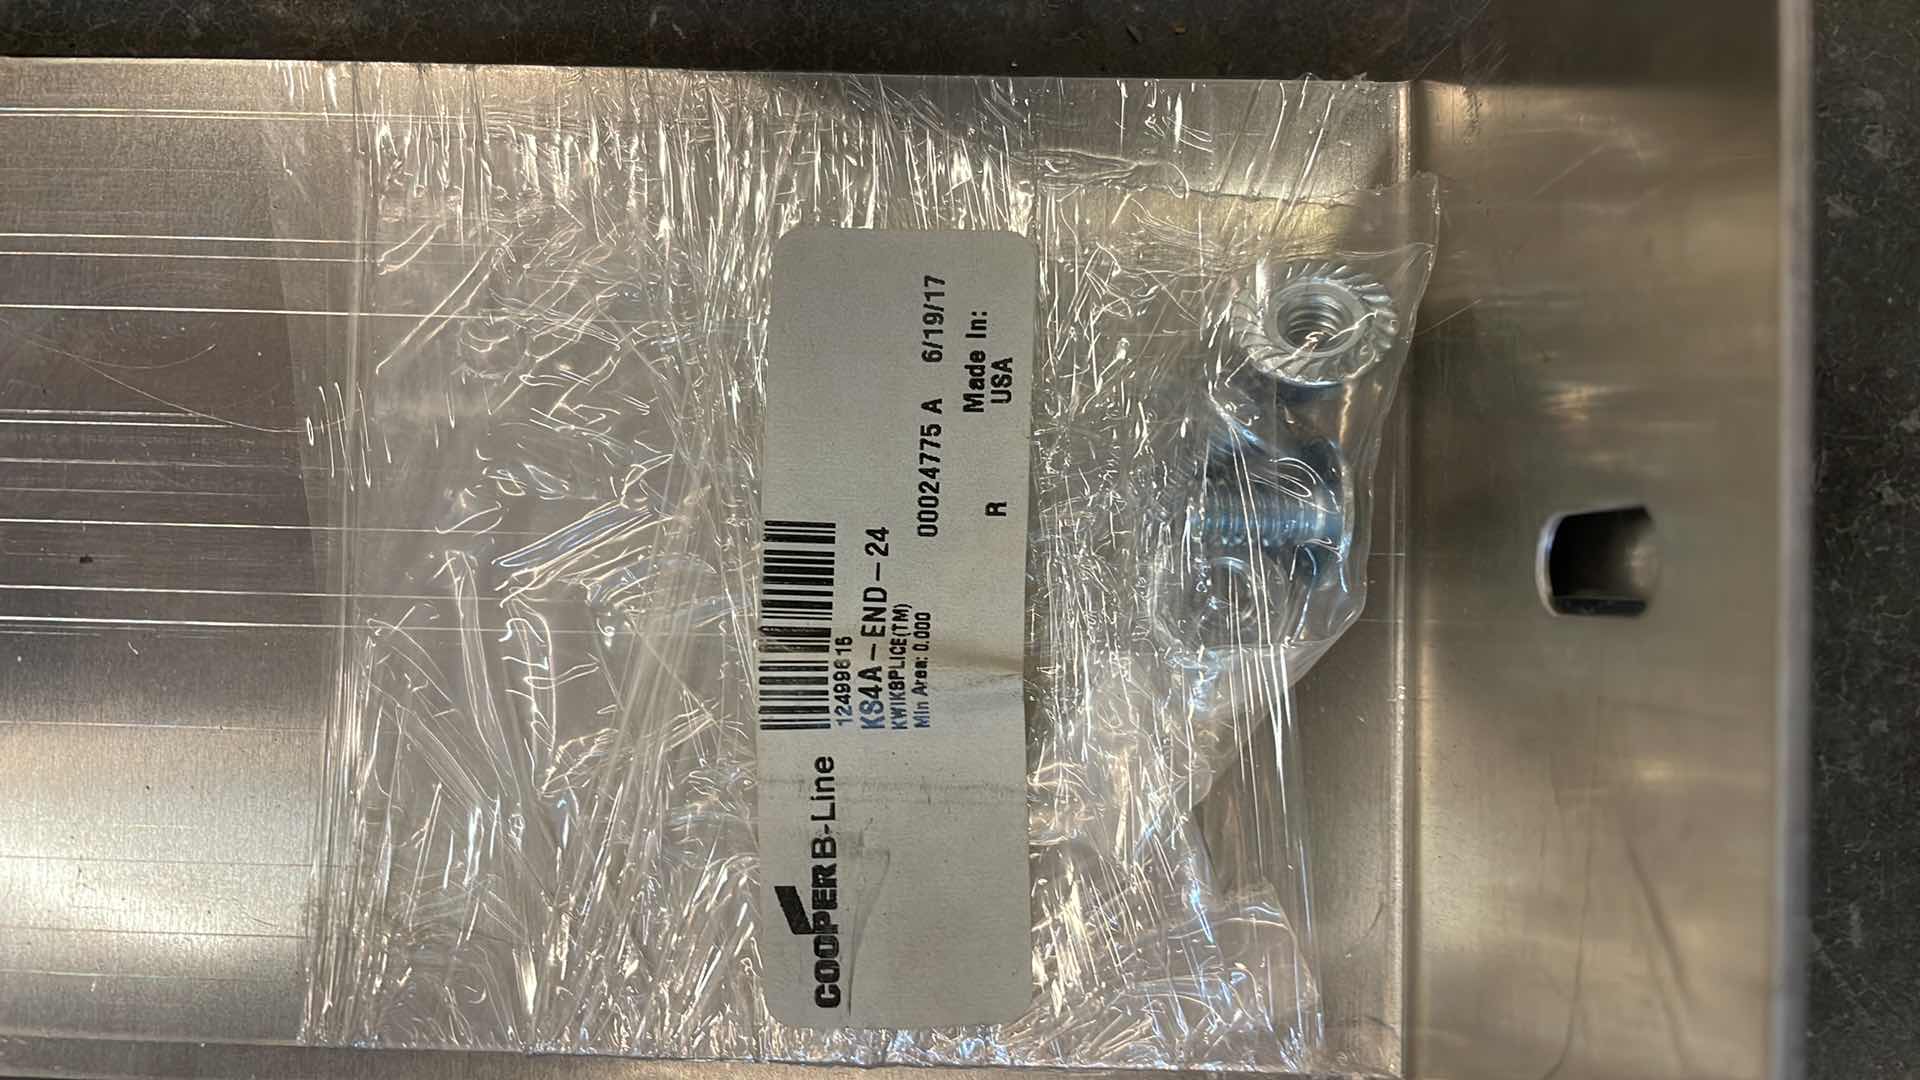 COOPER B-Line
12499615
KS4A-END-24
KWIKSPLICE(TM)
Min Area: 0.000
00024775 A 6/19/17
Made In:
R USA